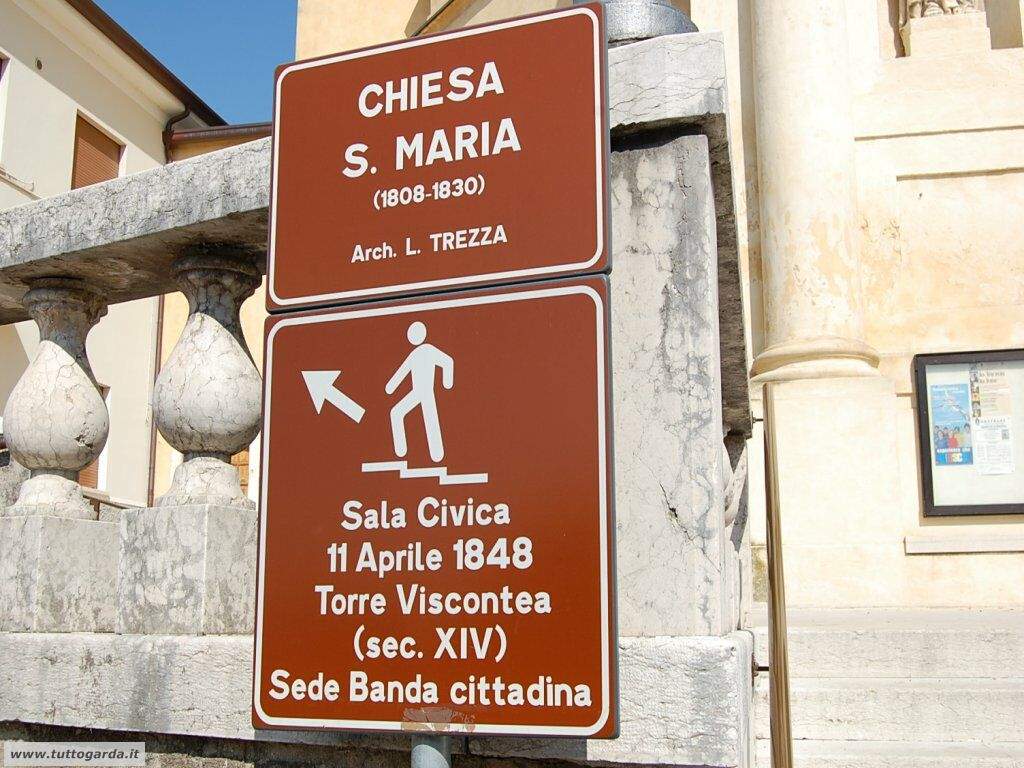 CHIESA
S. MARIA
(1808-1830)
Arch. L. TREZZA
Sala Civica
11 Aprile 1848
Torre Viscontea
(sec. XIV)
Sede Banda cittadina
www.tuttogarda.it